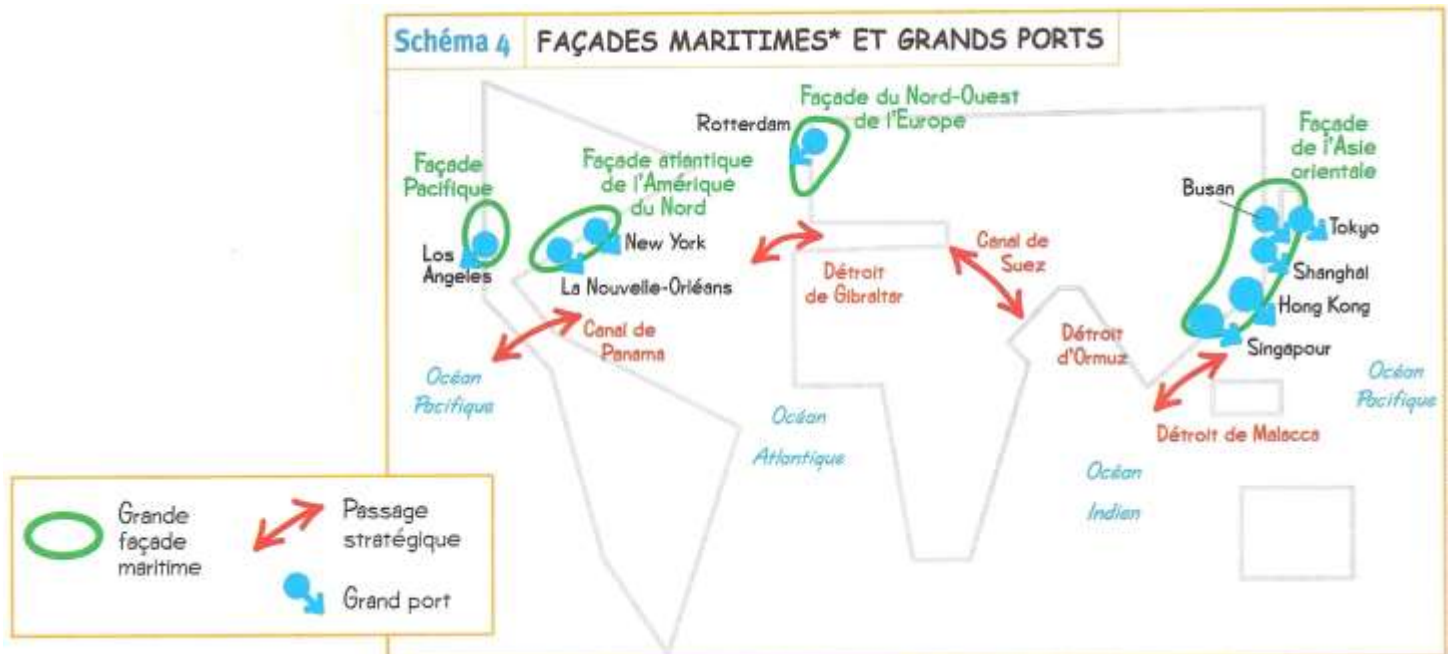 Schéma 4 FAÇADES MARITIMES* ET GRANDS PORTS
Façade du Nord-Ouest
de l'Europe
Rotterdam
Façade
de l'Asie
orientale
Façade
Pacifique
Façade atlantique
de l'Amérique
du Nord
Busan
Los
Angeles
New York
La Nouvelle-Orléans
Détroit
de Gibraltar
Canal de
Suez
Tokyo
Shanghaï
Hong Kong
Singapour
Canal de
Panama
Détroit
d'Ormuz
Océan
Pacifique
Océan
Atlantique
Détroit de Malacca
Océan
Pacifique
Océan
Indien
Grande
façade
maritime
Passage
stratégique
Grand port